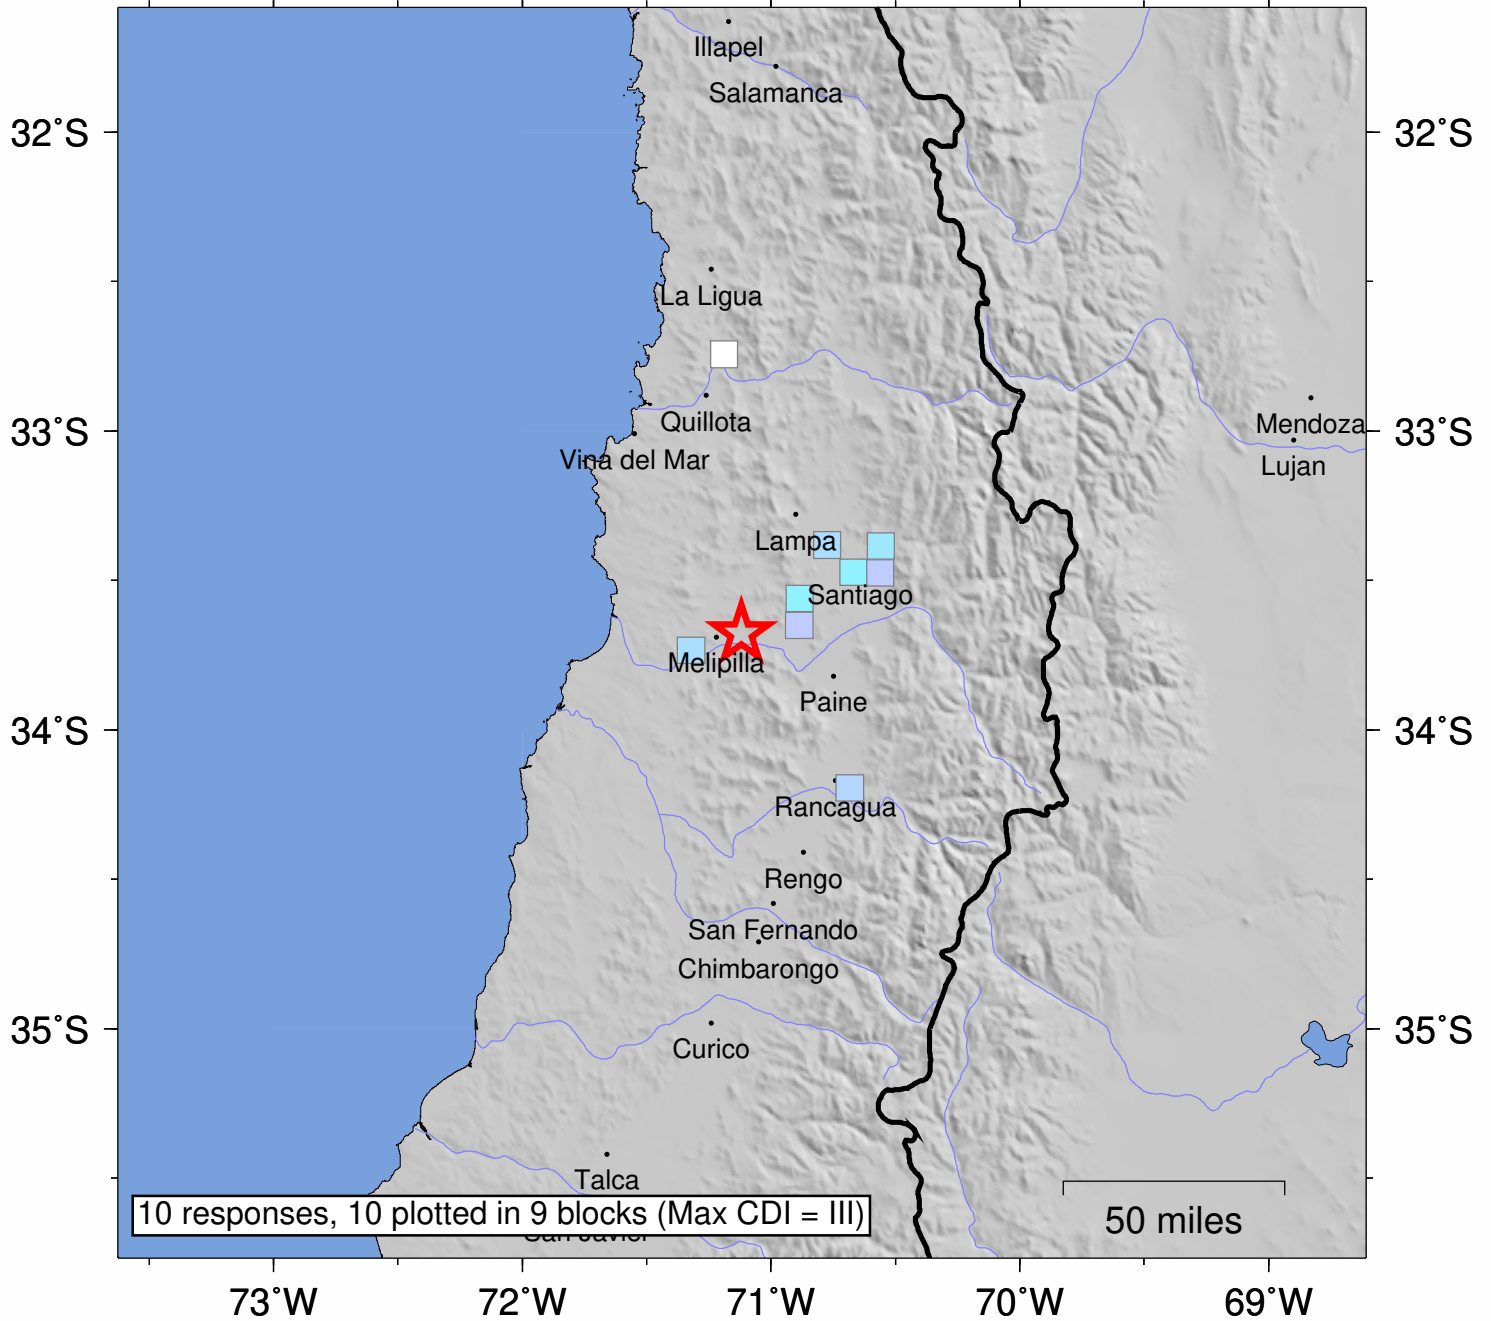 Illapel
Salamanca
32°S 32°S
La Ligua
Quillota
Mendoza
33°S 33°S
Vina del Mar
Lujan
Lampa
Santiago
Melipilla
Paine
34°S 34°S
Rancagua
Rengo
San Fernando
Chimbarongo
35°S 35°S
Curico
Talca
10 responses, 10 plotted in 9 blocks (Max CDI = III)
50 miles
San Javier
73°W 72°W 71°W 70°W 69°W